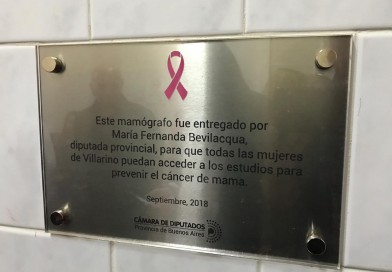 Este mamógrafo fue entregado por
María Fernanda Bevilacqua,
diputada provincial, para que todas las mujeres
de Villarino puedan acceder a los estudios para
prevenir el cáncer de mama.
Septiembre, 2018
CÁMARA DE DIPUTADOS
Provincia de Buenos Aires